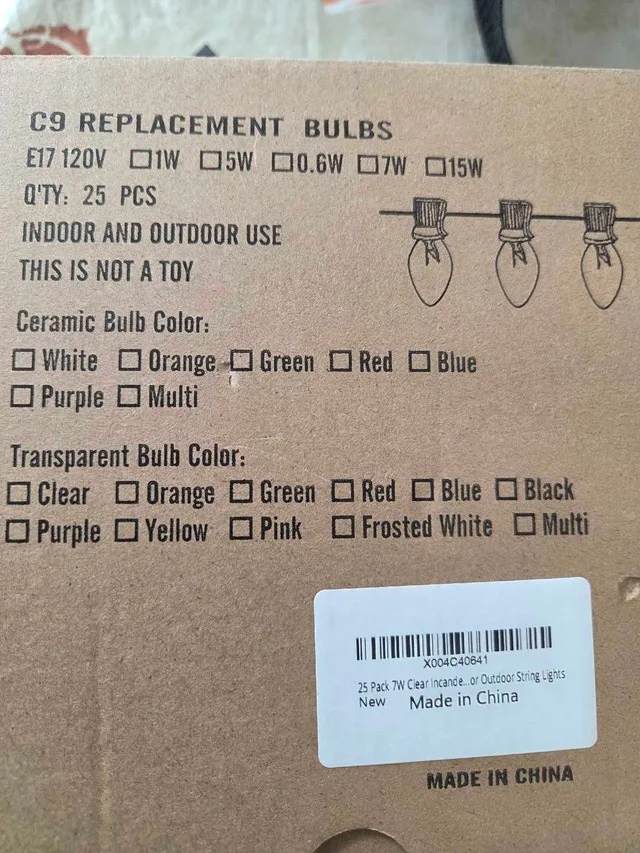 C9 REPLACEMENT BULBS
E17 120V ☐1W ☐5W ☐0.6W ☐7W ☐15W
Q'TY: 25 PCS
INDOOR AND OUTDOOR USE
THIS IS NOT A TOY
Ceramic Bulb Color:
☐ White ☐ Orange ☐ Green ☐ Red ☐ Blue
☐ Purple ☐ Multi
Transparent Bulb Color:
☐ Clear ☐ Orange ☐ Green ☐ Red ☐ Blue ☐ Black
☐ Purple ☐ Yellow ☐ Pink ☐ Frosted White ☐ Multi
X004C40641
25 Pack 7W Clear Incande...or Outdoor String Lights
New Made in China
MADE IN CHINA